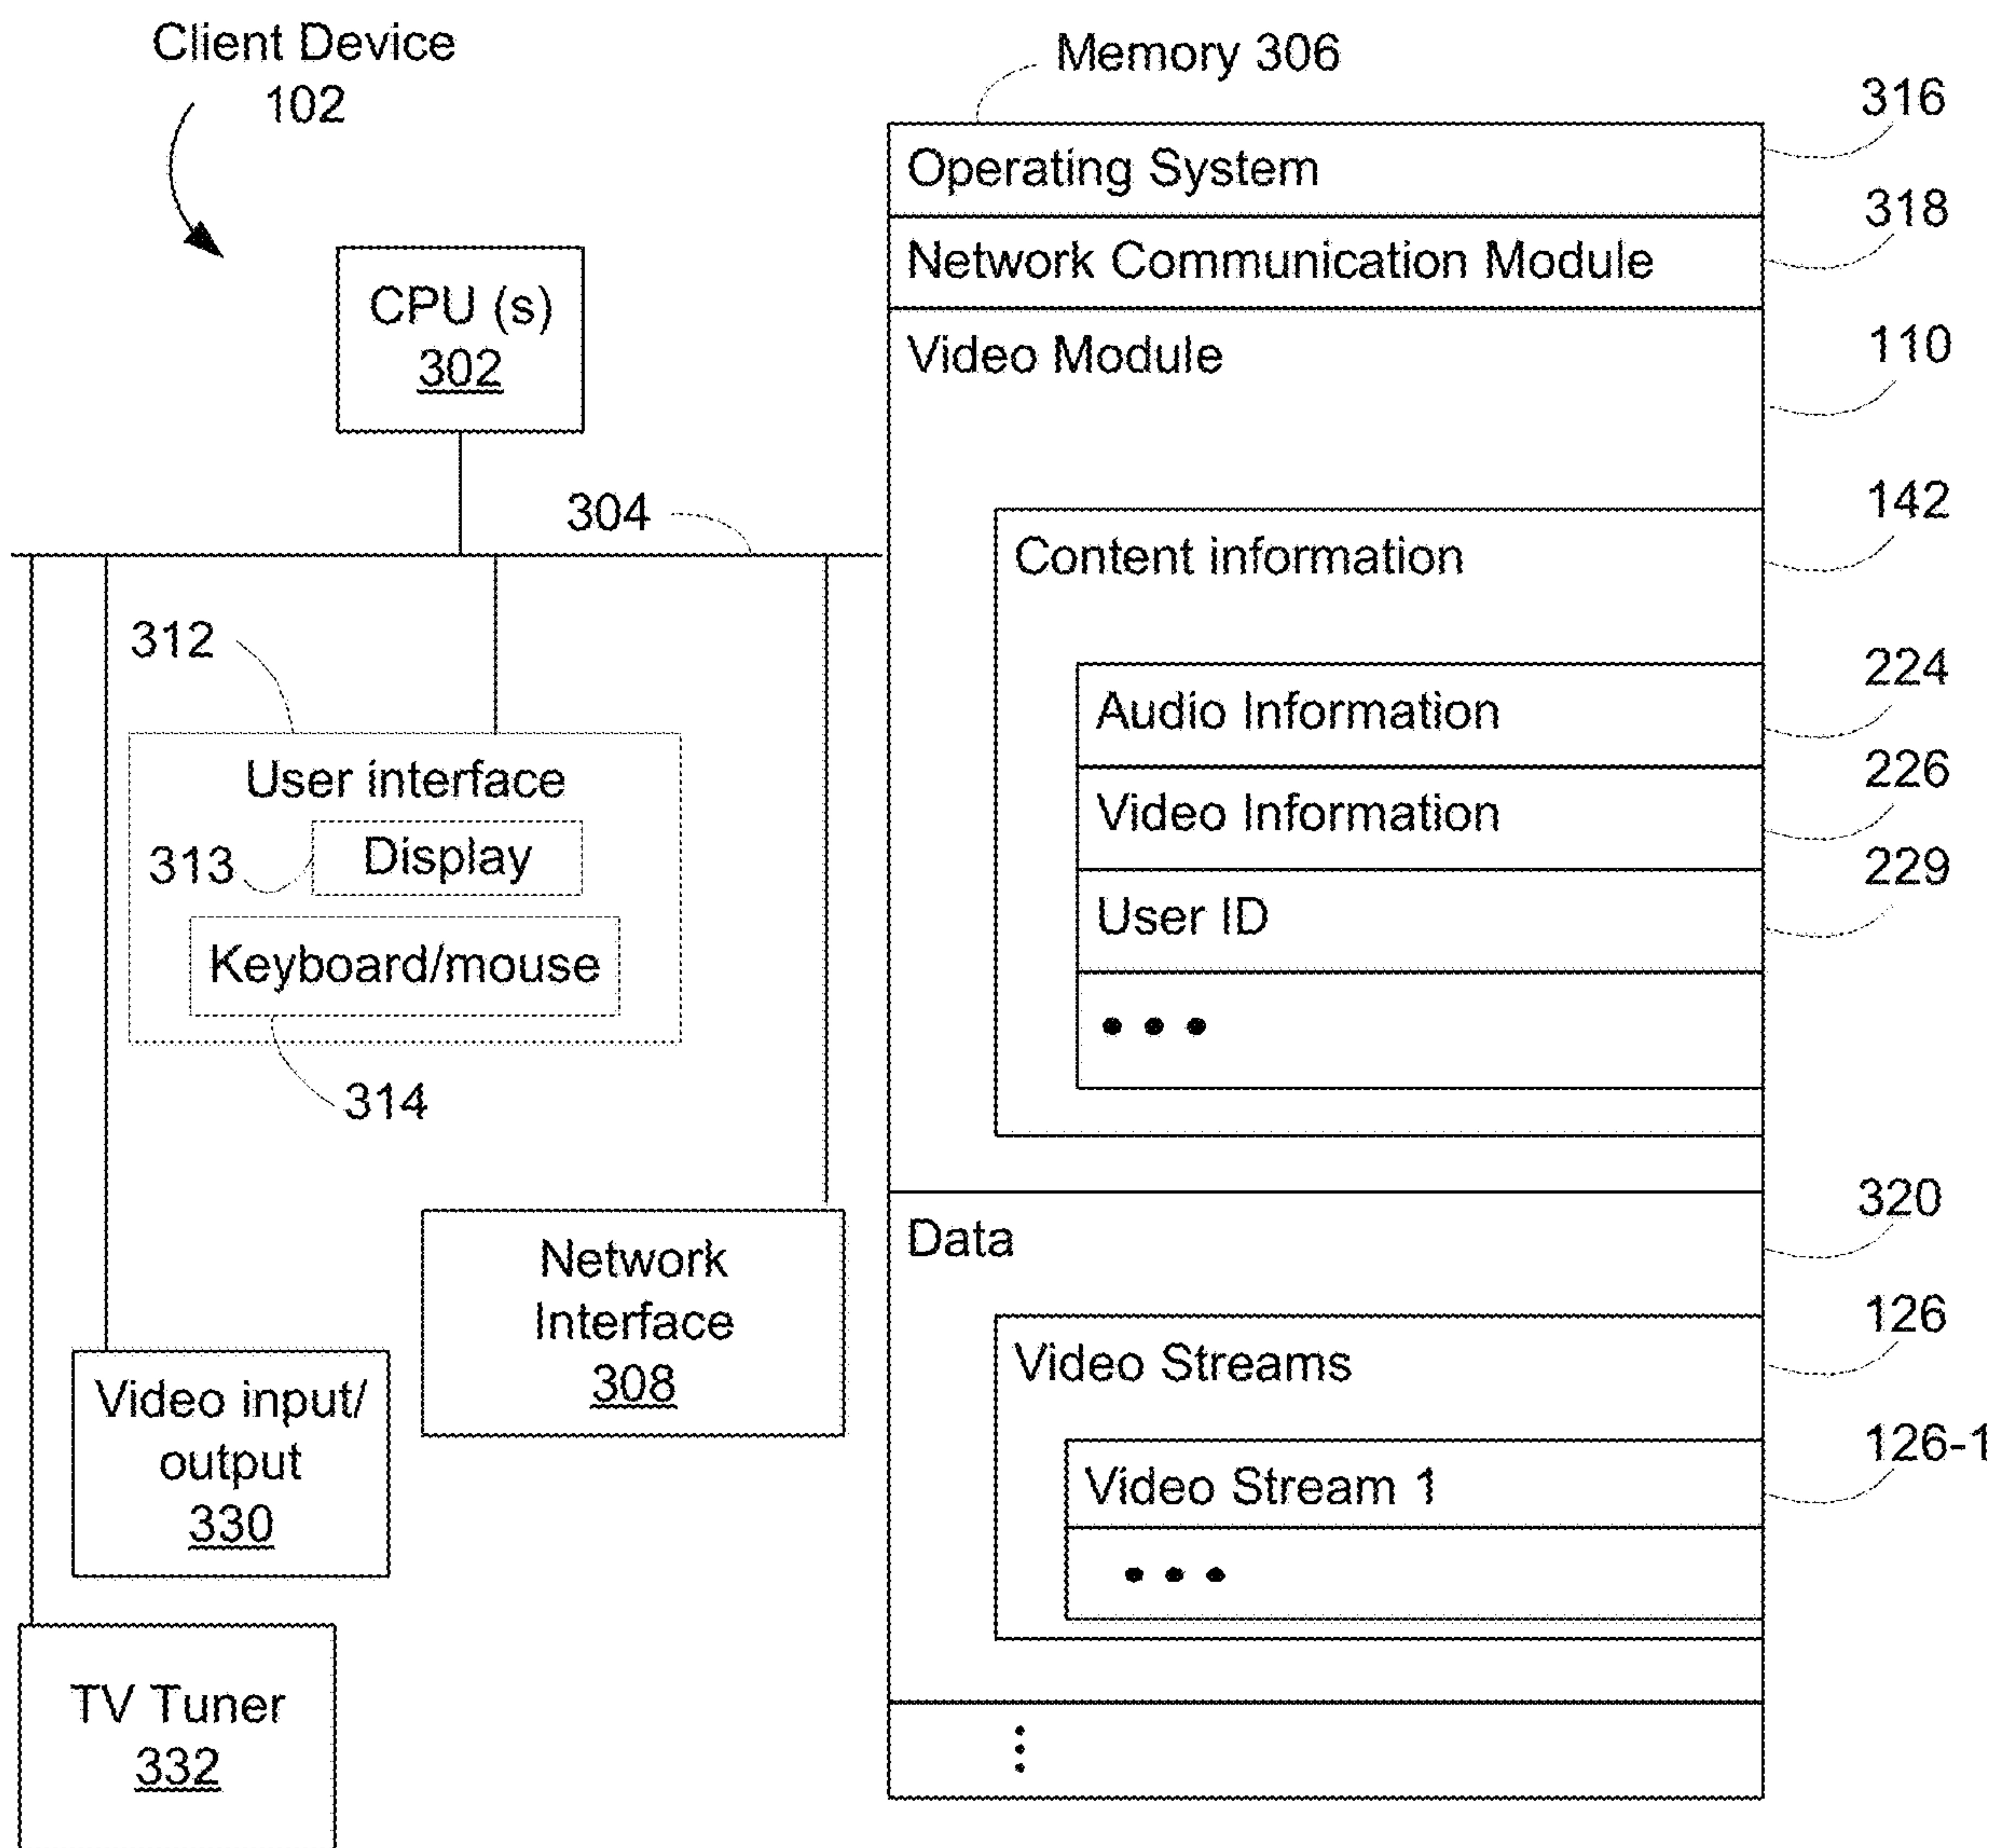 Client Device
102
CPU (s)
302
304
312
User interface
313
Display
Keyboard/mouse
314
Network
Interface
308
Video input/
output
330
TV Tuner
332
Memory 306
Operating System
316
Network Communication Module
318
Video Module
110
Content information
142
Audio Information
224
Video Information
226
User ID
229
• • •
Data
320
Video Streams
126
Video Stream 1
126-1
• • •
⋮